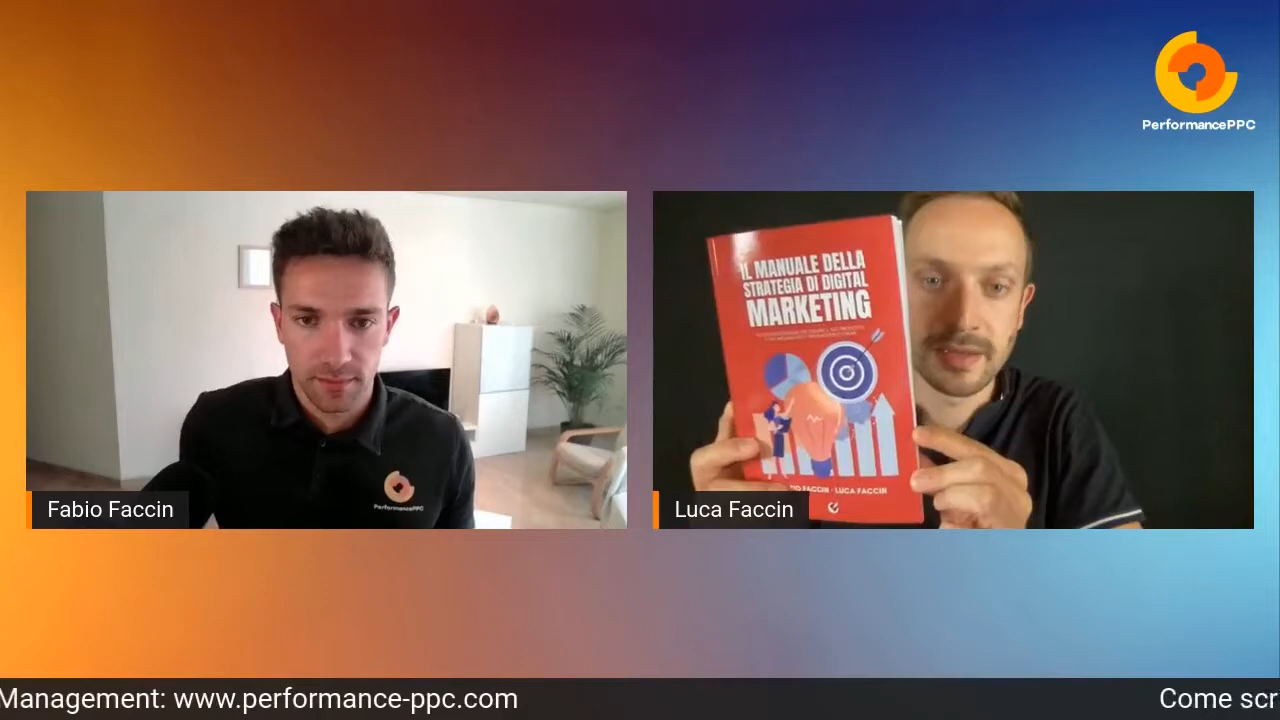 PerformancePPC
IL MANUALE DELLA
STRATEGIA DI DIGITAL
MARKETING
FACCIN - LUCA FACCIN
PerformancePPC
Fabio Faccin
Luca Faccin
Management: www.performance-ppc.com
Come scr